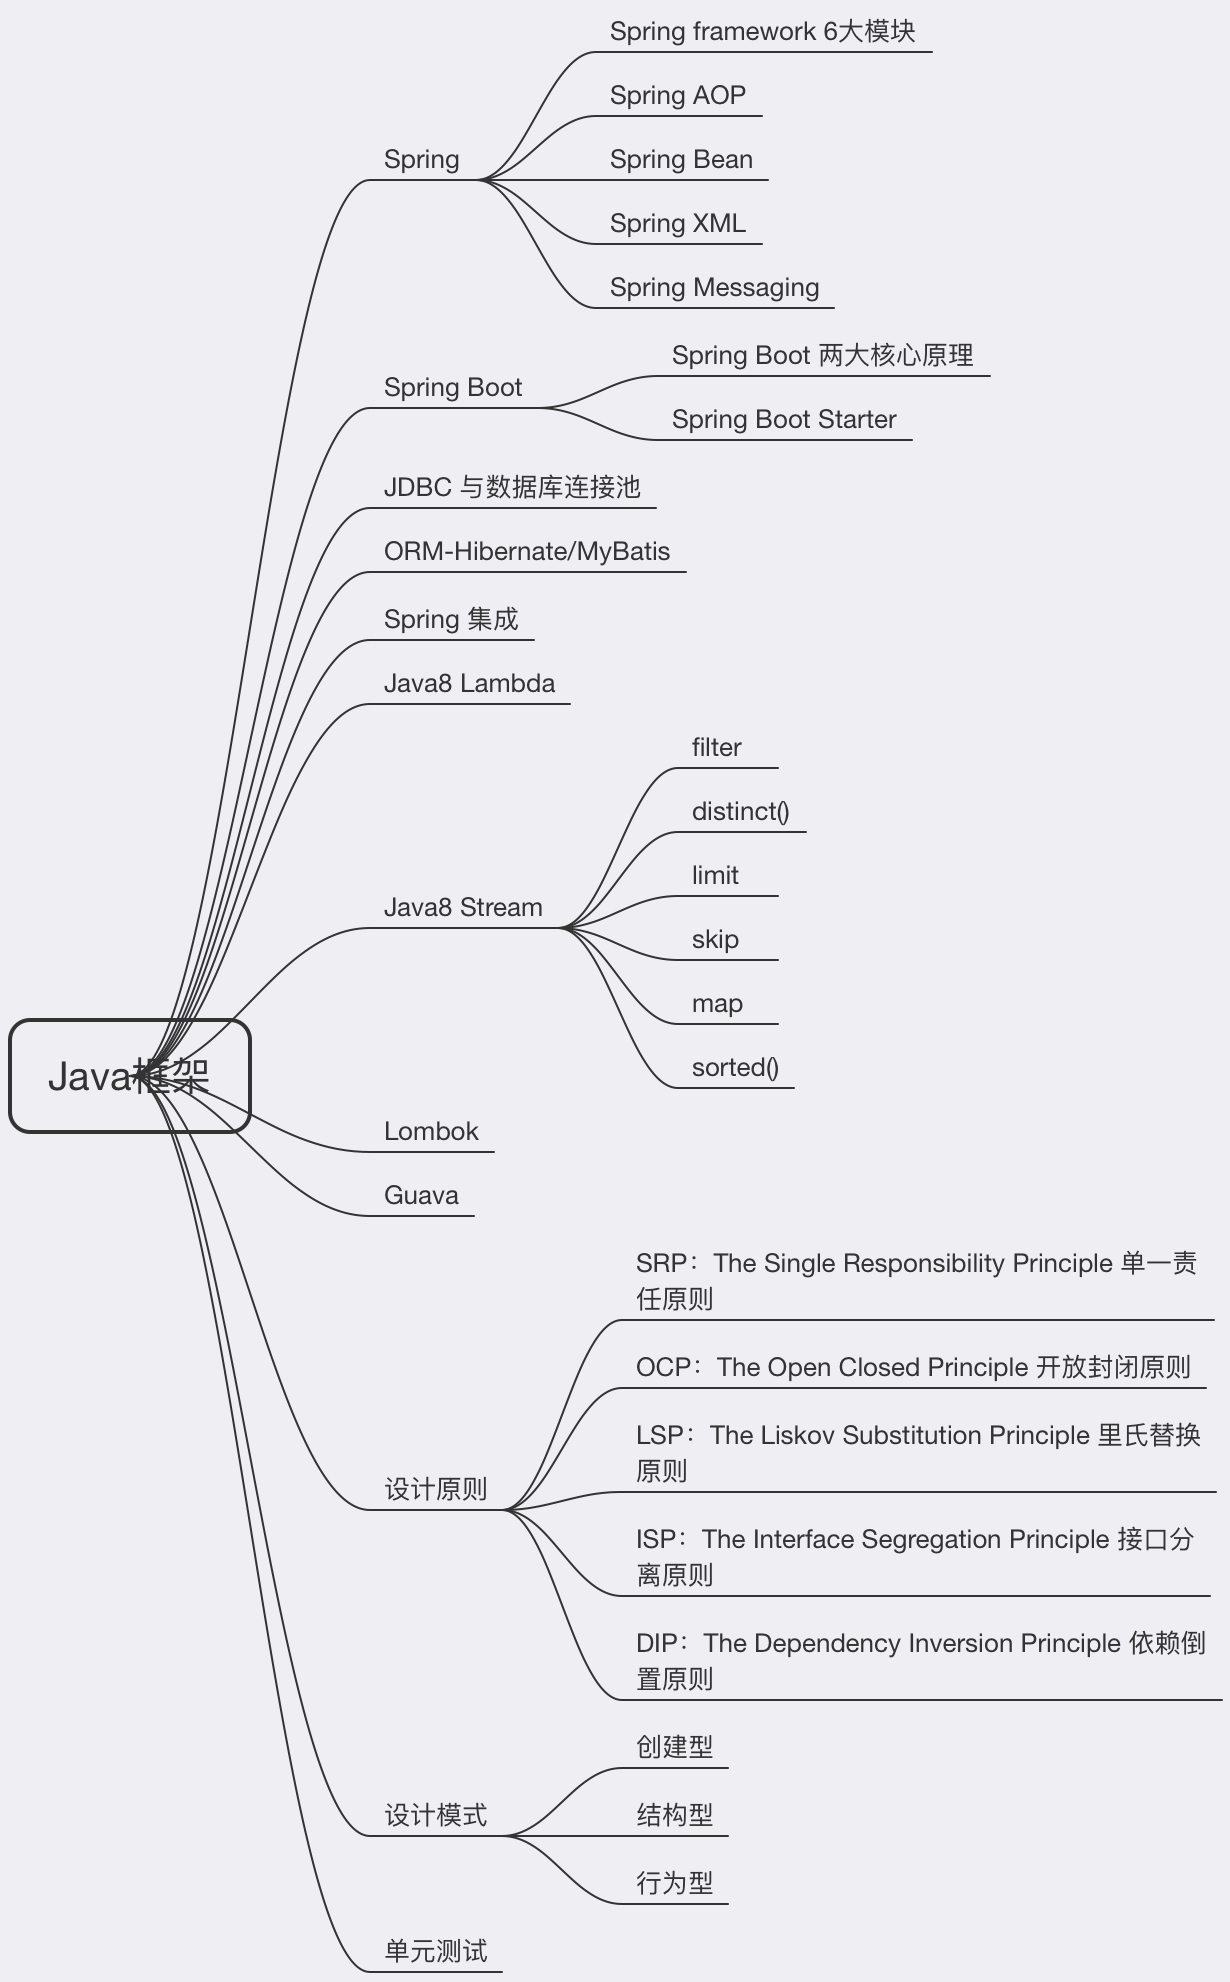 Spring framework 6大模块
Spring AOP
Spring
Spring Bean
Spring XML
Spring Messaging
Spring Boot 两大核心原理
Spring Boot
Spring Boot Starter
JDBC 与数据库连接池
ORM-Hibernate/MyBatis
Spring 集成
Java8 Lambda
filter
distinct()
limit
Java8 Stream
skip
map
sorted()
Java框架
Lombok
Guava
SRP：The Single Responsibility Principle 单一责
任原则
OCP：The Open Closed Principle 开放封闭原则
LSP：The Liskov Substitution Principle 里氏替换
原则
设计原则
ISP：The Interface Segregation Principle 接口分
离原则
DIP：The Dependency Inversion Principle 依赖倒
置原则
创建型
设计模式
结构型
行为型
单元测试